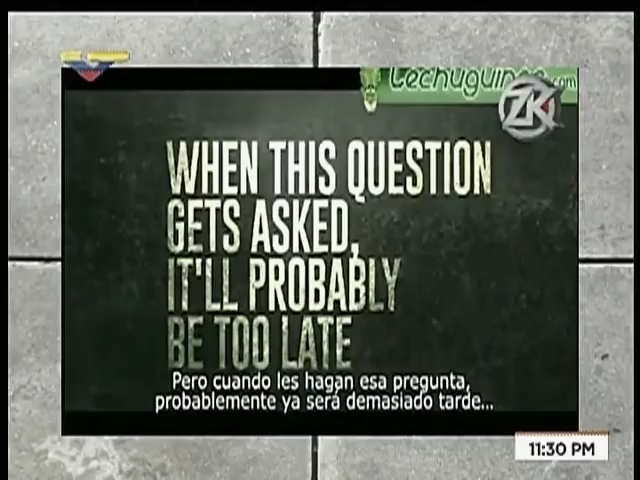 Lechuguinos.com
ZK
WHEN THIS QUESTION
GETS ASKED,
IT'LL PROBABLY
BE TOO LATE
Pero cuando les hagan esa pregunta,
probablemente ya será demasiado tarde...
11:30 PM